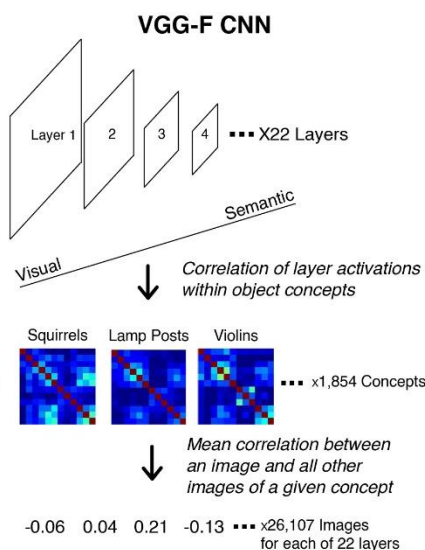 VGG-F CNN
Layer 1 2 3 4 ▪▪▪ X22 Layers
Semantic
Visual
Correlation of layer activations
within object concepts
Squirrels Lamp Posts Violins
▪▪▪ x1,854 Concepts
Mean correlation between
an image and all other
images of a given concept
-0.06 0.04 0.21 -0.13 ▪▪▪ x26,107 Images
for each of 22 layers